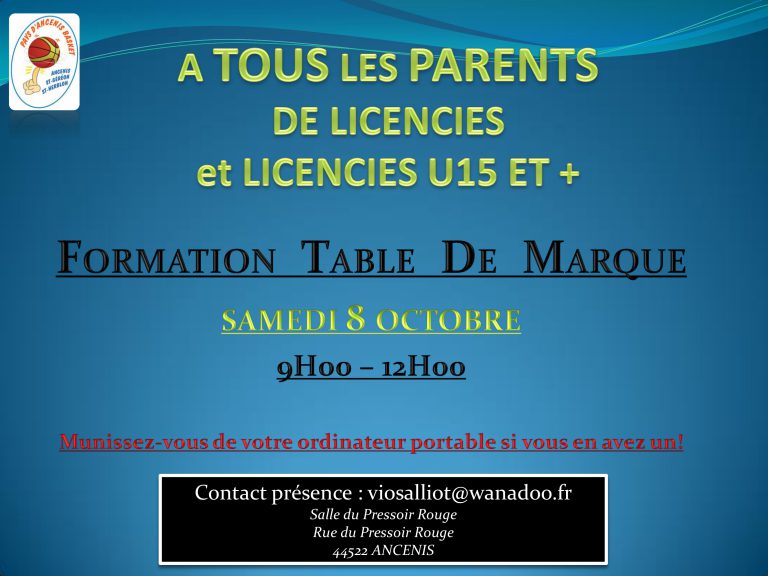 PAYS D'ANCENIS BASKET
ANCENIS
ST-GÉRÉON
ST-HERBLON
A TOUS LES PARENTS
DE LICENCIES
et LICENCIES U15 ET +
FORMATION TABLE DE MARQUE
SAMEDI 8 OCTOBRE
9H00 – 12H00
Munissez-vous de votre ordinateur portable si vous en avez un!
Contact présence : viosalliot@wanadoo.fr
Salle du Pressoir Rouge
Rue du Pressoir Rouge
44522 ANCENIS